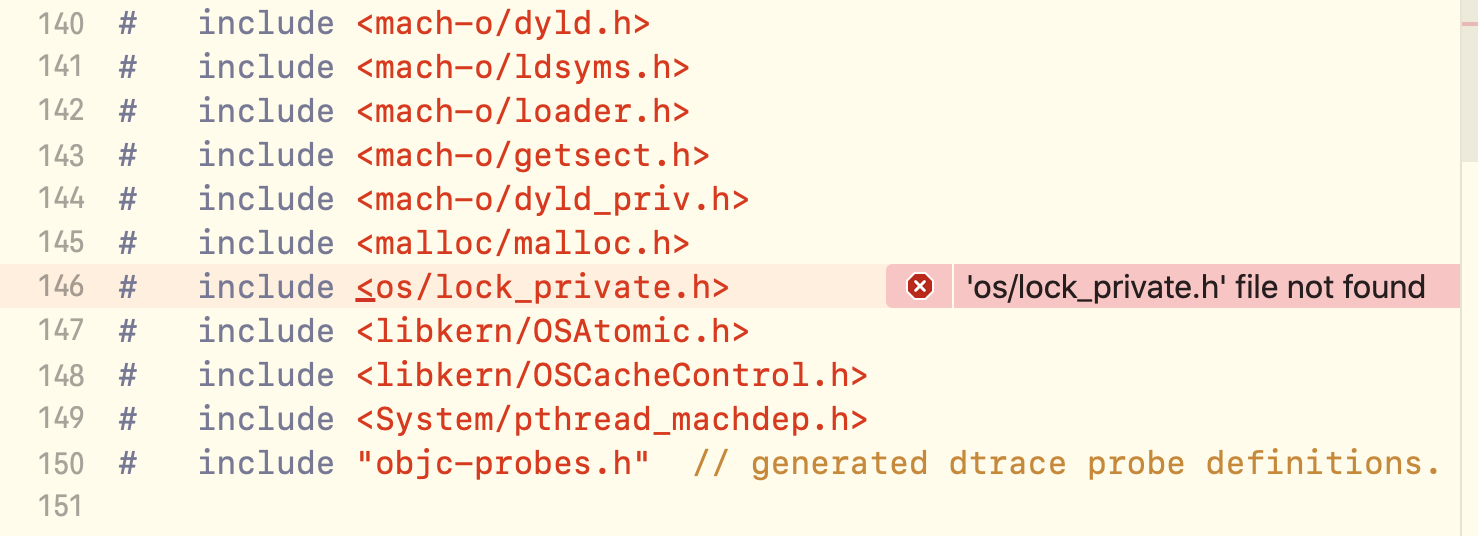 140 #   include <mach-o/dyld.h>
141 #   include <mach-o/ldsyms.h>
142 #   include <mach-o/loader.h>
143 #   include <mach-o/getsect.h>
144 #   include <mach-o/dyld_priv.h>
145 #   include <malloc/malloc.h>
146 #   include <os/lock_private.h> 'os/lock_private.h' file not found
147 #   include <libkern/OSAtomic.h>
148 #   include <libkern/OSCacheControl.h>
149 #   include <System/pthread_machdep.h>
150 #   include "objc-probes.h"  // generated dtrace probe definitions.
151